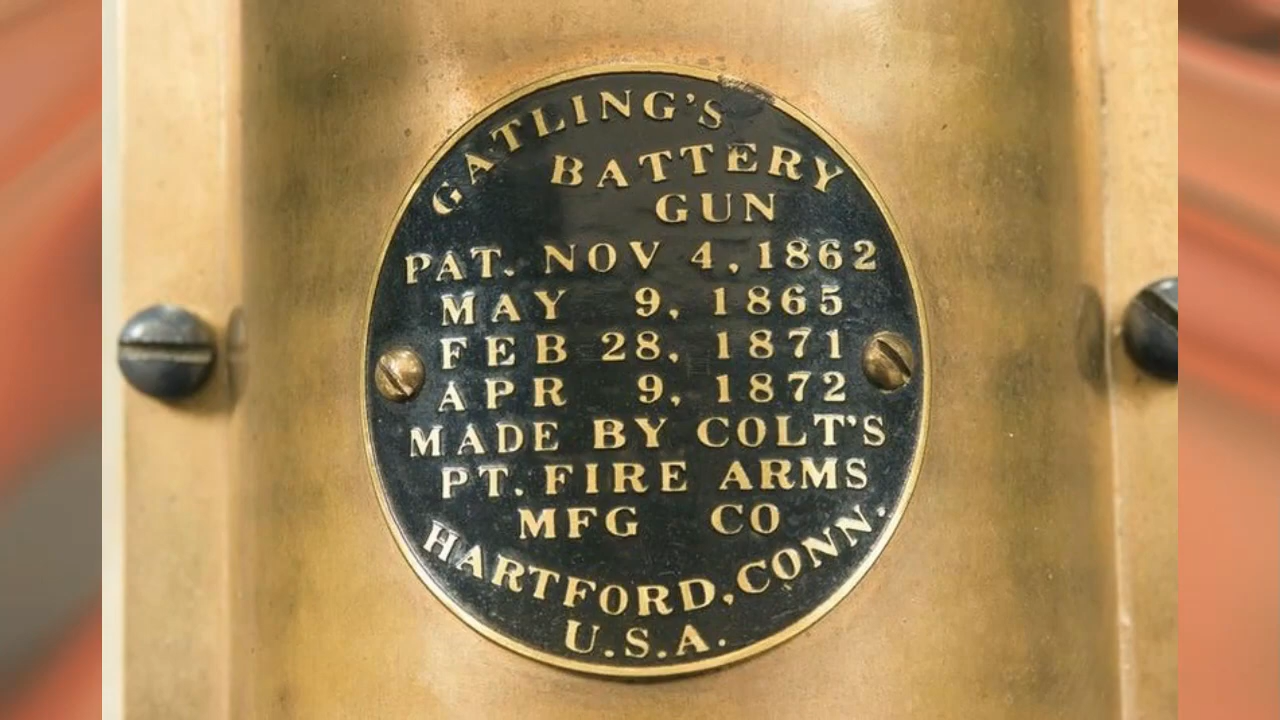 GATLING'S
BATTERY
GUN
PAT. NOV 4, 1862
MAY 9, 1865
FEB 28, 1871
APR 9, 1872
MADE BY COLT'S
PT. FIRE ARMS
MFG CO
HARTFORD, CONN.
U.S.A.